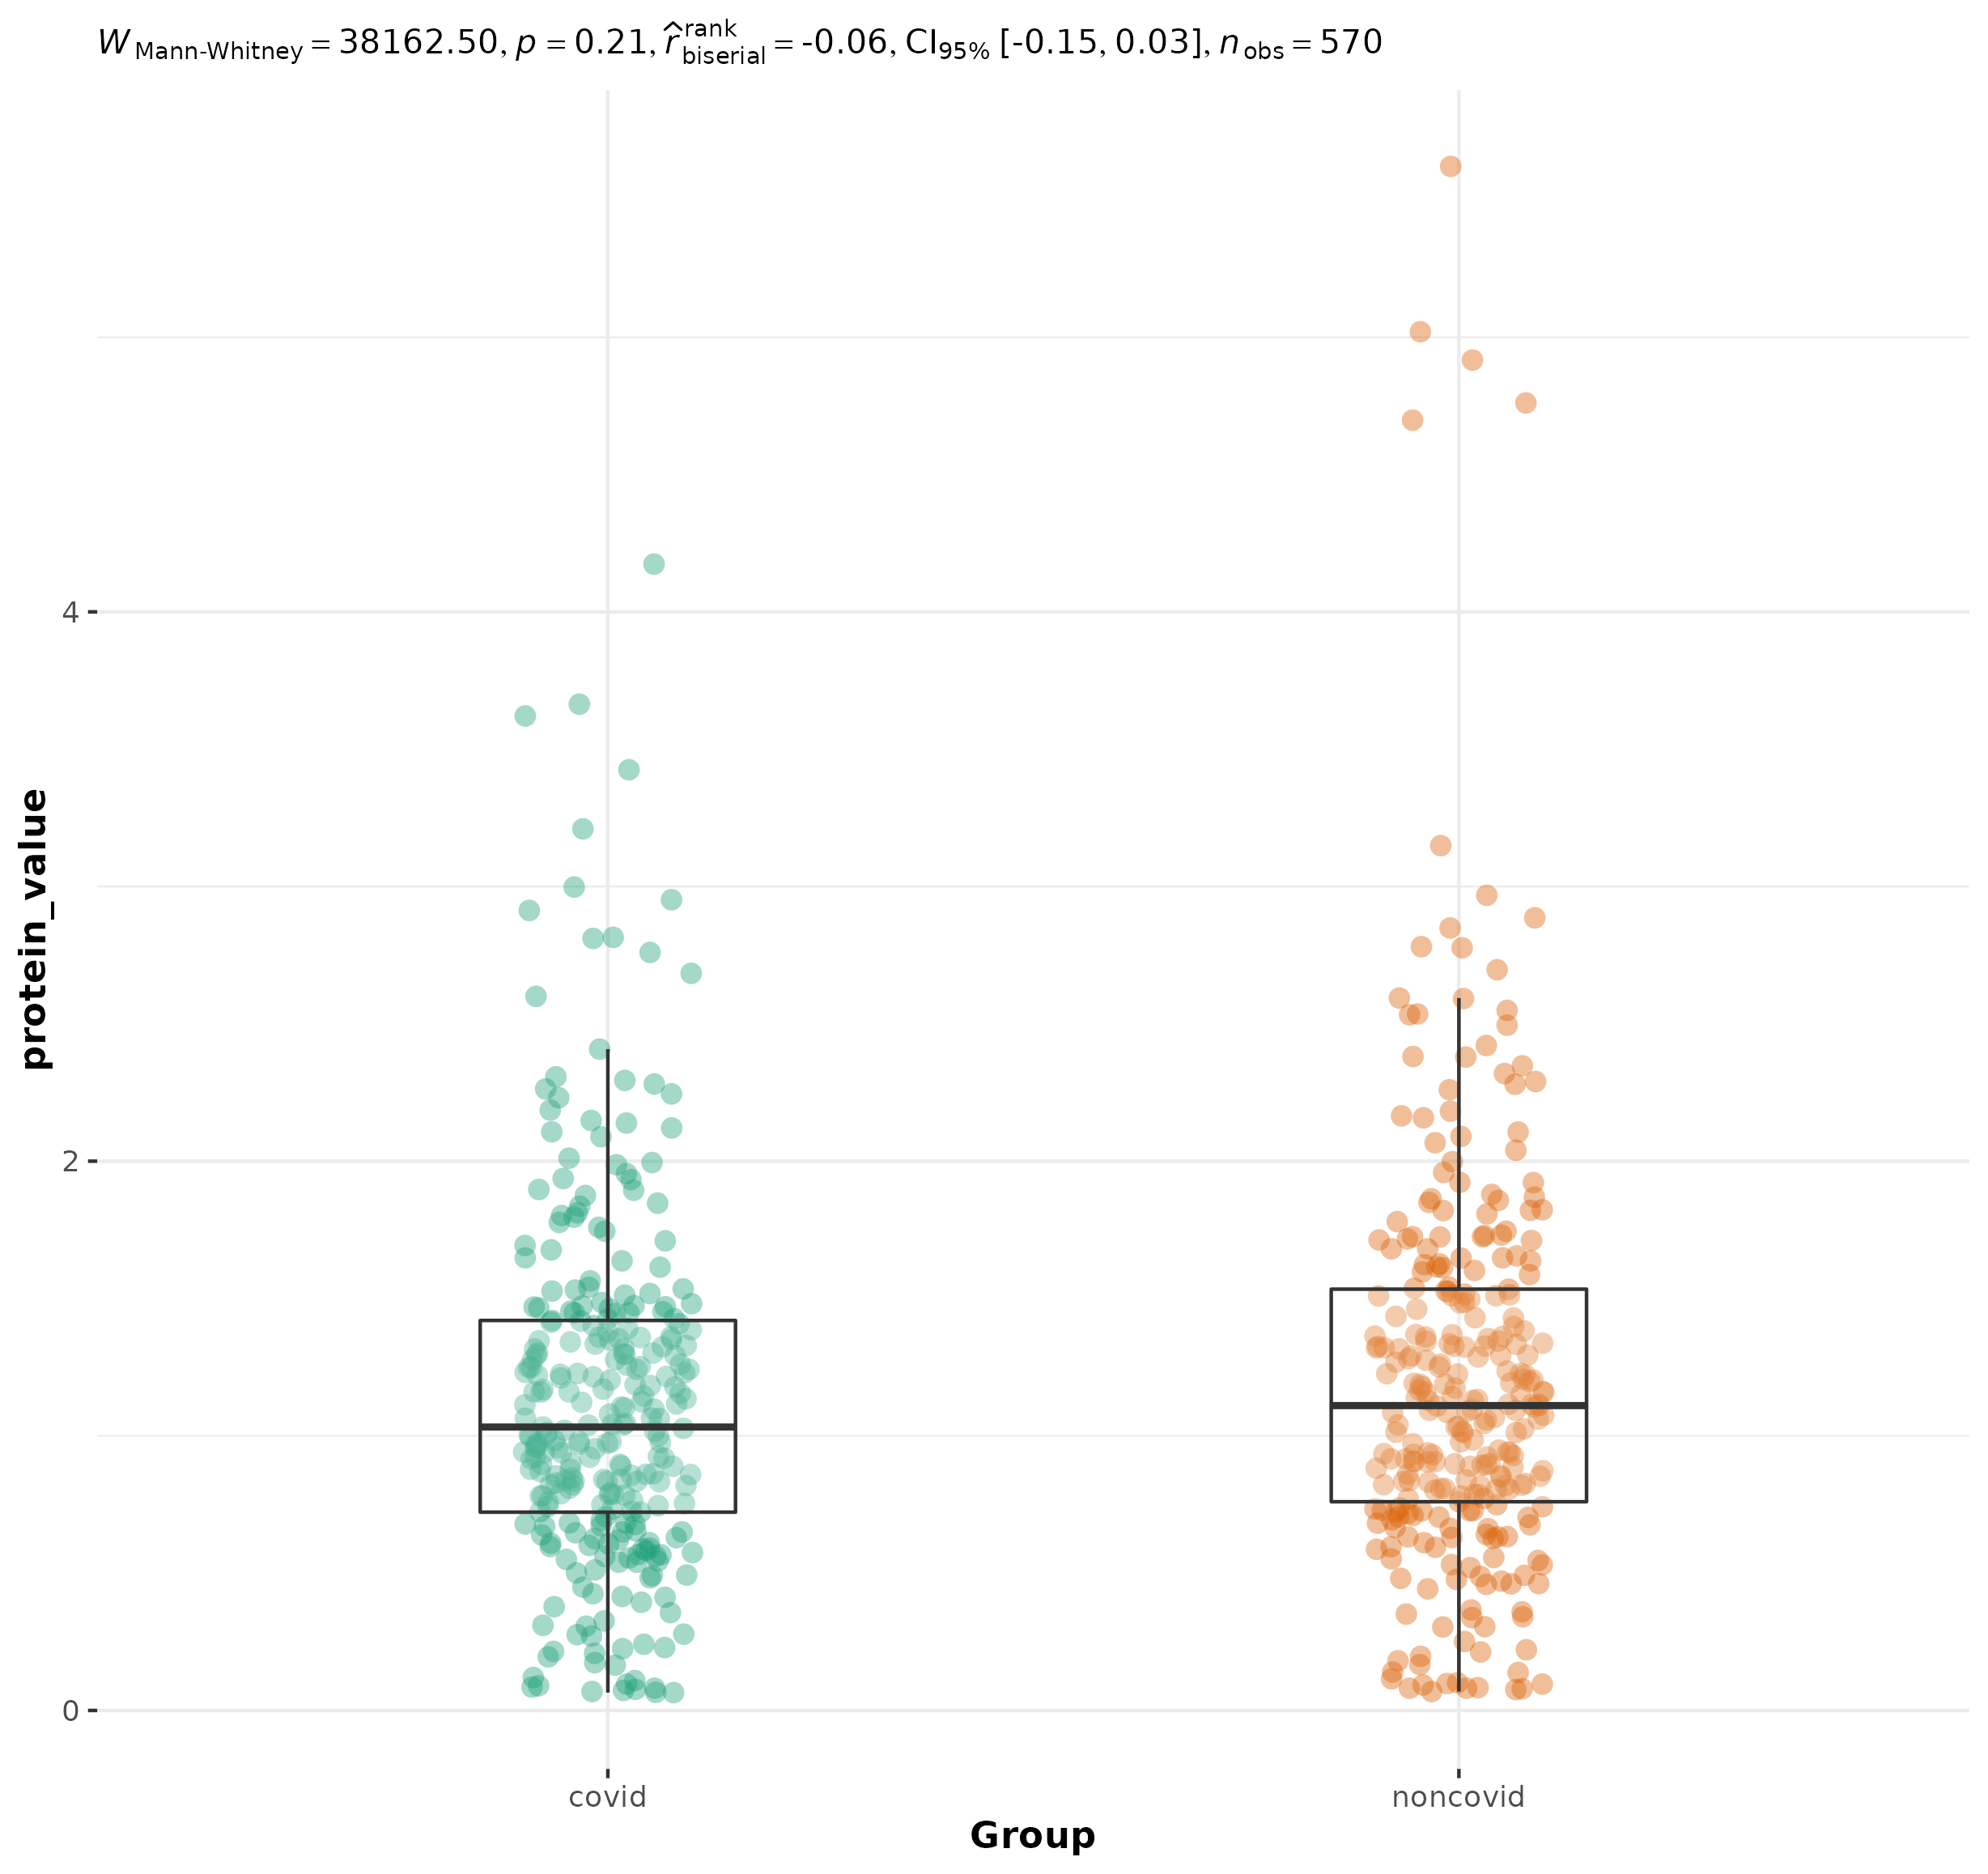 W Mann-Whitney = 38162.50, p = 0.21, r̂ rank biserial = -0.06, CI95% [-0.15, 0.03], n obs = 570
protein_value
4
2
0
covid noncovid
Group